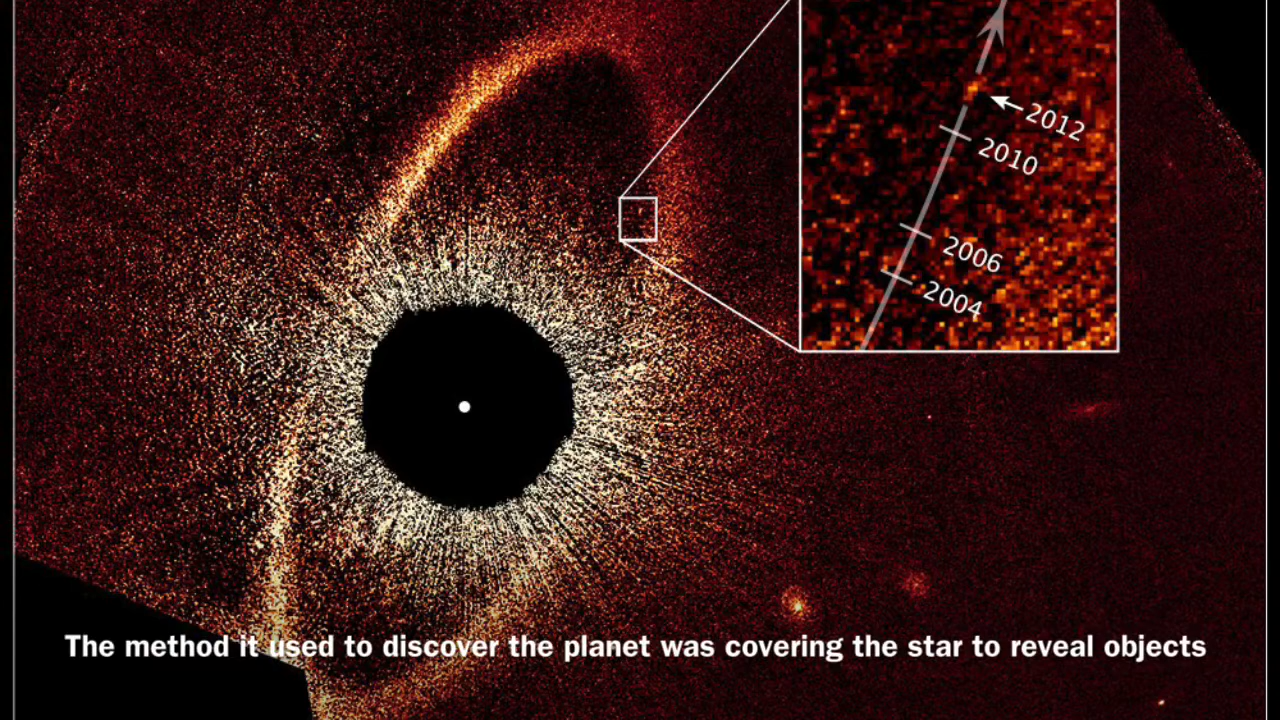 2012
2010
2006
2004
The method it used to discover the planet was covering the star to reveal objects